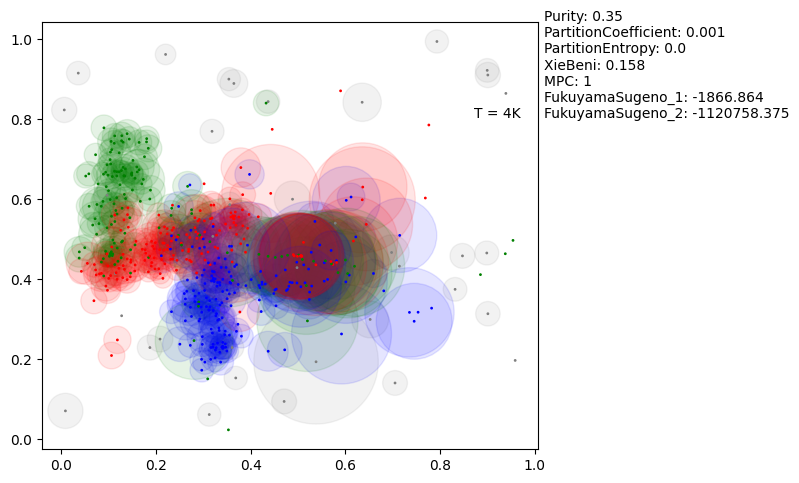 Purity: 0.35
PartitionCoefficient: 0.001
PartitionEntropy: 0.0
XieBeni: 0.158
MPC: 1
FukuyamaSugeno_1: -1866.864
FukuyamaSugeno_2: -1120758.375
T = 4K
1.0
0.8
0.6
0.4
0.2
0.0
0.0 0.2 0.4 0.6 0.8 1.0